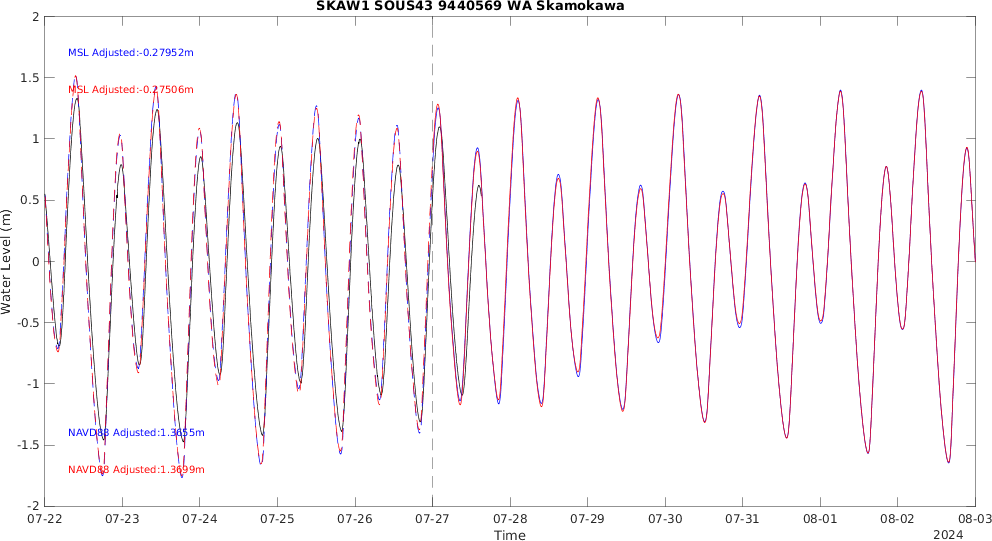 SKAW1 SOUS43 9440569 WA Skamokawa
2
1.5
1
0.5
0
-0.5
-1
-1.5
-2
Water Level (m)
MSL Adjusted:-0.27952m
MSL Adjusted:-0.27506m
NAVD88 Adjusted:1.3655m
NAVD88 Adjusted:1.3699m
07-22 07-23 07-24 07-25 07-26 07-27 07-28 07-29 07-30 07-31 08-01 08-02 08-03
Time
2024